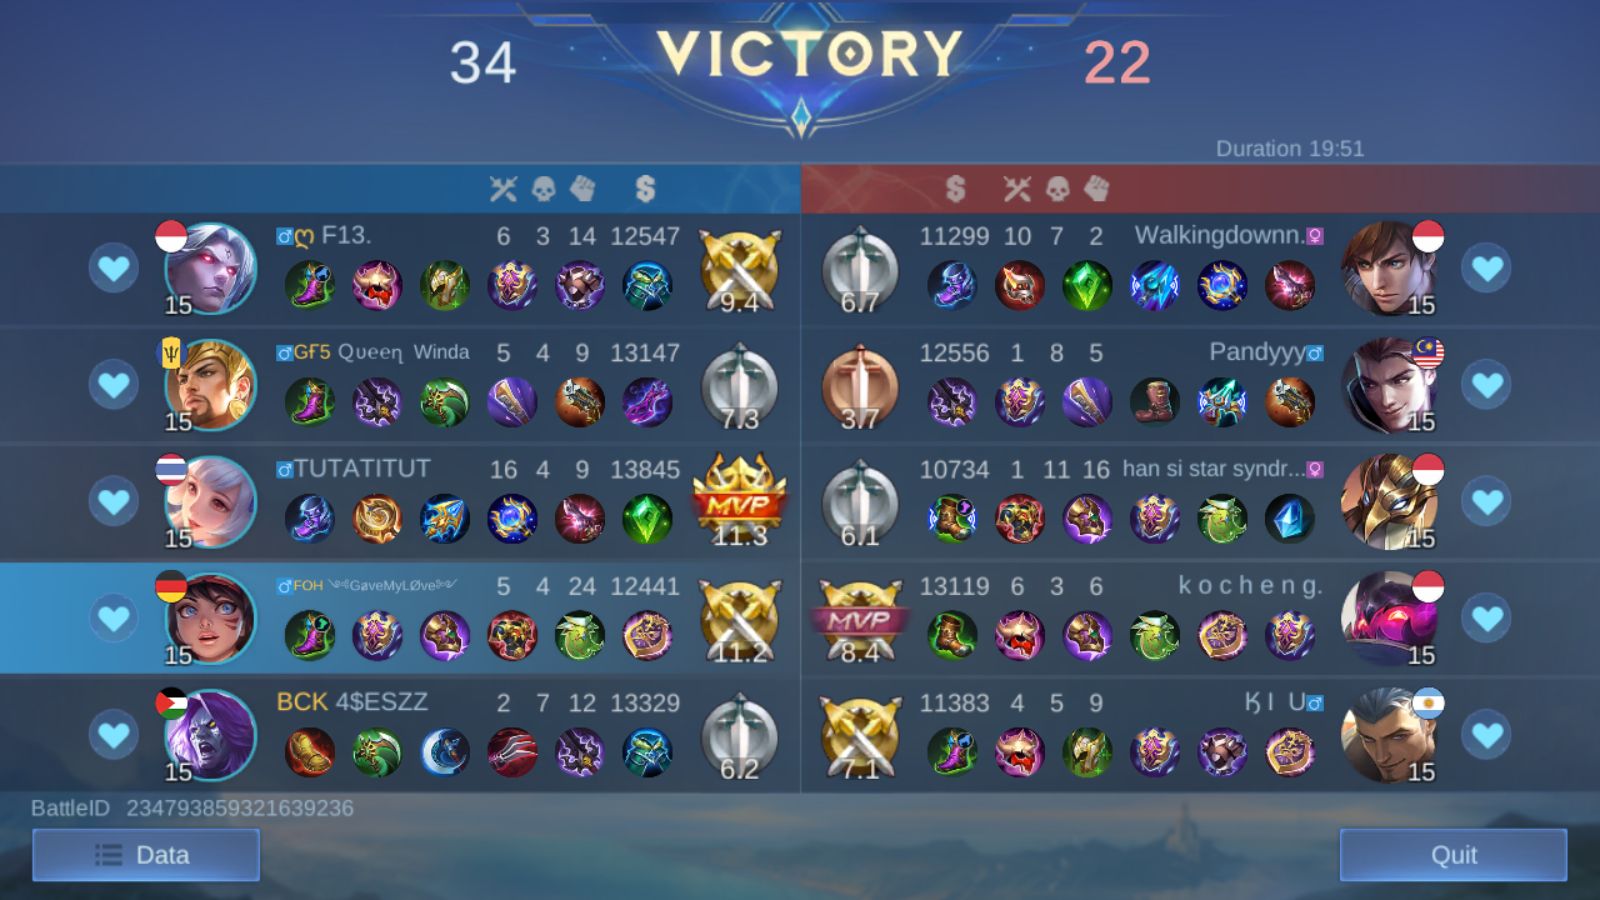 34 VICTORY 22
Duration 19:51
ღ F13. 6 3 14 12547 9.4 15
6.7 11299 10 7 2 Walkingdownn. 15
GF5 Qυeeη Winda 5 4 9 13147 7.3 15
3.7 12556 1 8 5 Pandyyy 15
TUTATITUT 16 4 9 13845 MVP 11.3 15
6.1 10734 1 11 16 han si star syndr... 15
FOH ༺GaveMyLØve༻ 5 4 24 12441 11.2 15
MVP 8.4 13119 6 3 6 k o c h e n g. 15
BCK 4$ESZZ 2 7 12 13329 6.2 15
7.1 11383 4 5 9 ӃI U 15
BattleID 234793859321639236
Data
Quit